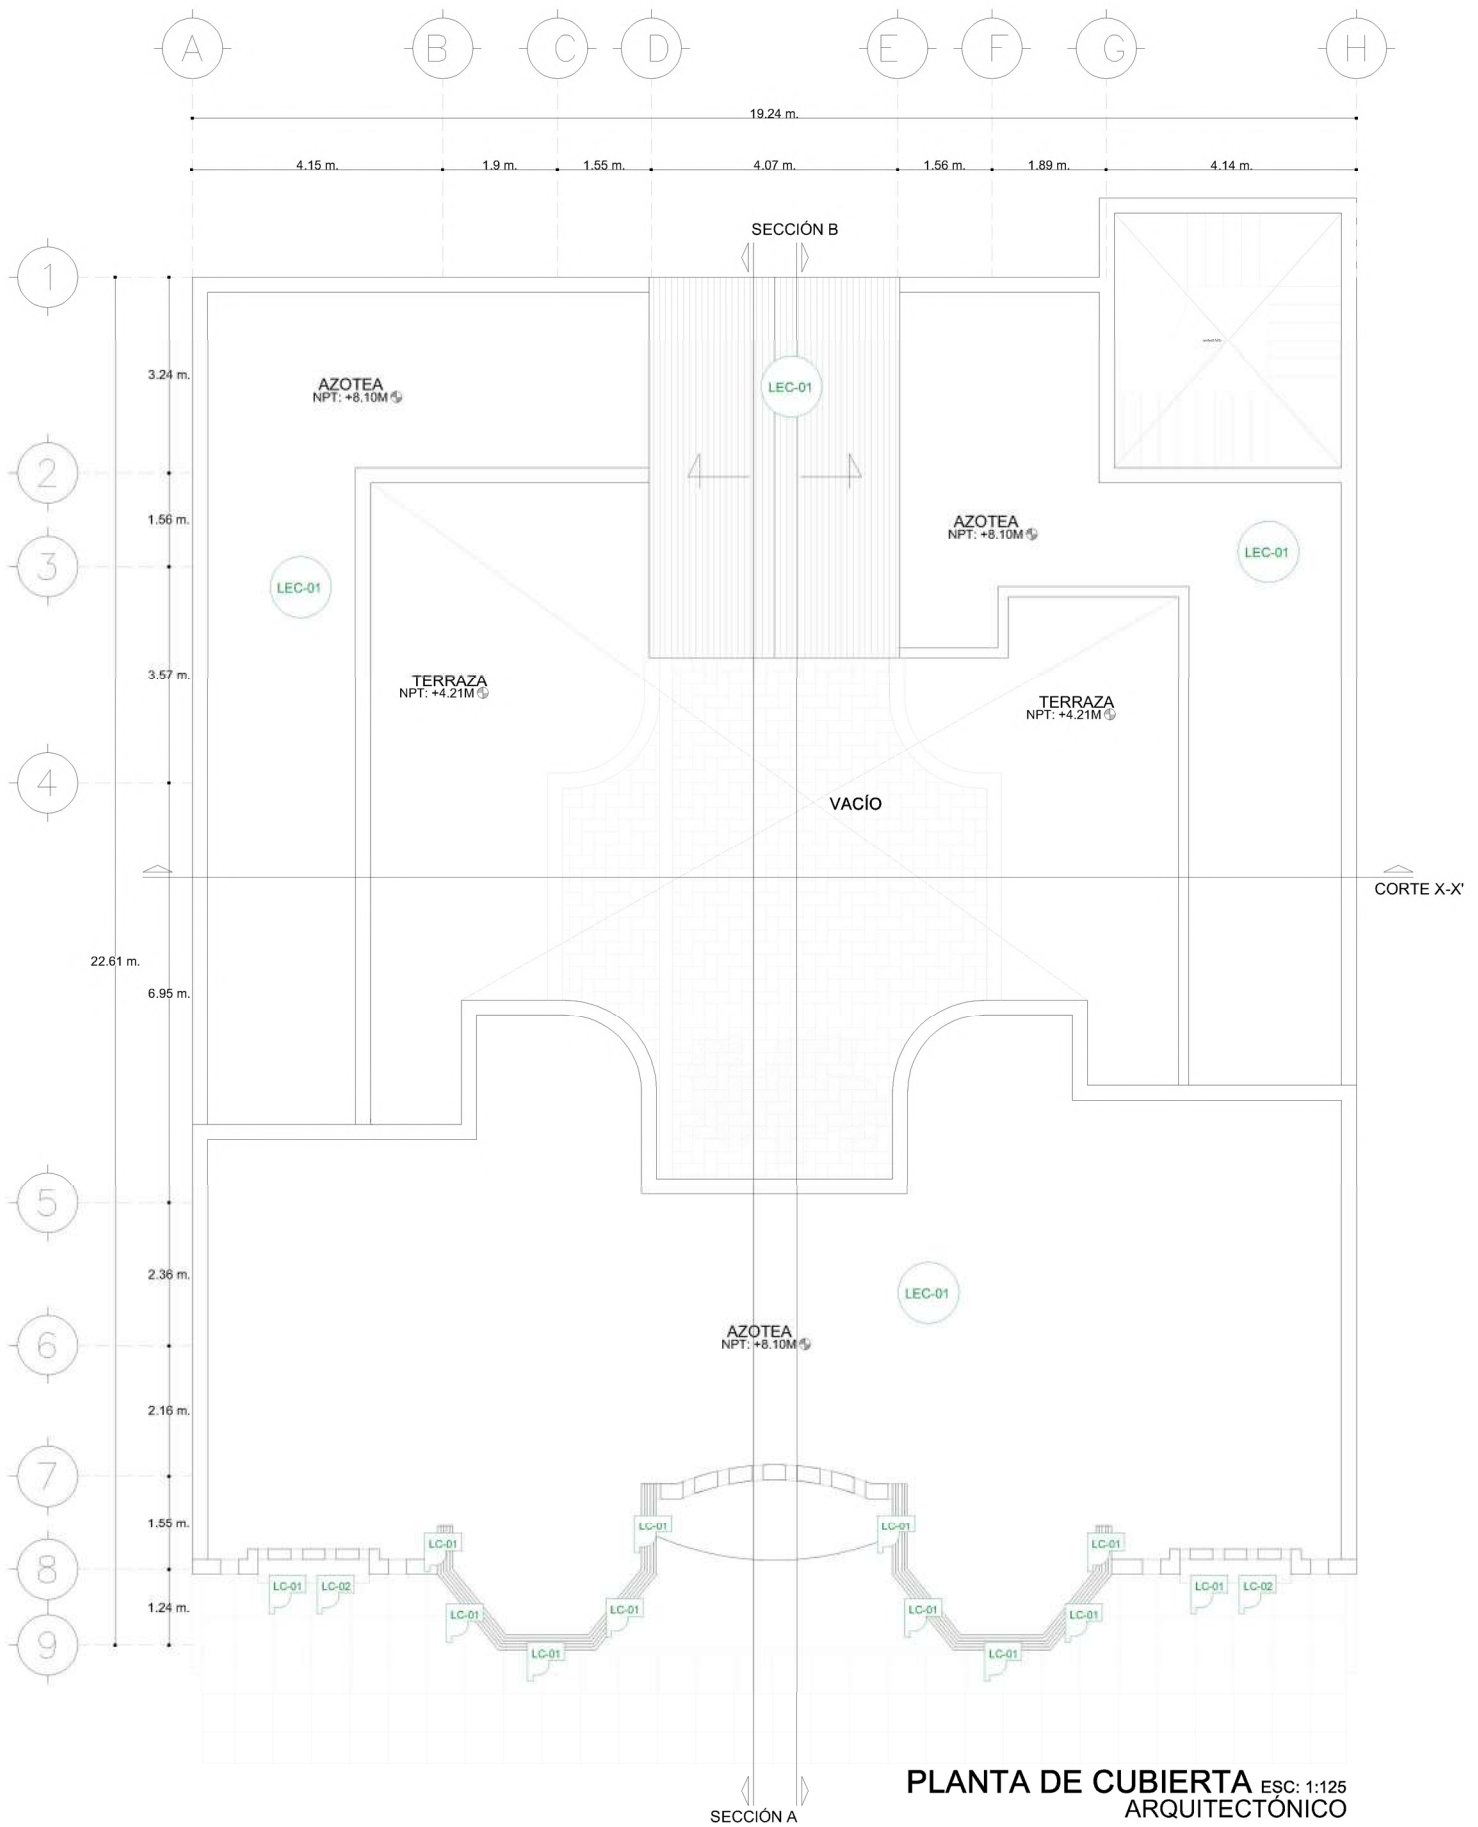 A B C D E F G H
19.24 m.
4.15 m. 1.9 m. 1.55 m. 4.07 m. 1.56 m. 1.89 m. 4.14 m.
SECCIÓN B
1
3.24 m.
AZOTEA
NPT: +8.10M
LEC-01
2
1.56 m.
AZOTEA
NPT: +8.10M
LEC-01
3
LEC-01
3.57 m.
TERRAZA
NPT: +4.21M
TERRAZA
NPT: +4.21M
4
VACÍO
CORTE X-X'
22.61 m.
6.95 m.
5
2.36 m.
LEC-01
AZOTEA
NPT: +8.10M
6
2.16 m.
7
1.55 m.
LC-01 LC-01
LC-01 LC-01
8
LC-01 LC-02 LC-01 LC-02
1.24 m.
LC-01 LC-01 LC-01 LC-01
9
LC-01 LC-01
PLANTA DE CUBIERTA ESC: 1:125
ARQUITECTÓNICO
SECCIÓN A